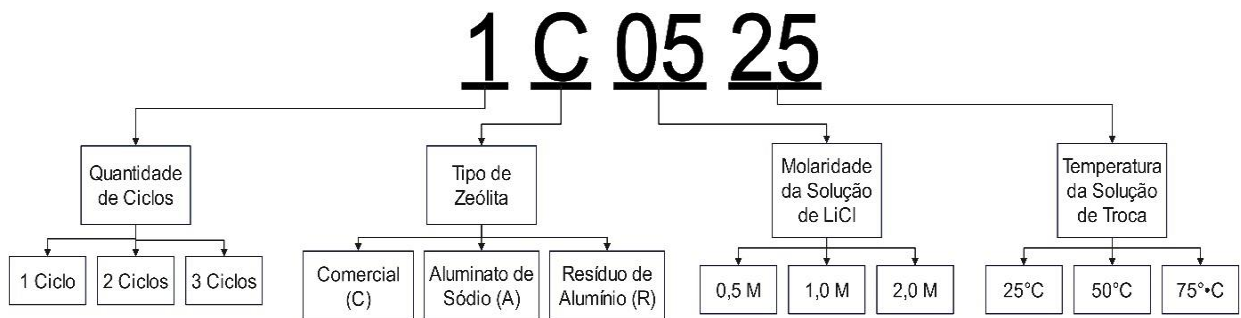 1 C 05 25
Quantidade
de Ciclos
Tipo de
Zeólita
Molaridade
da Solução
de LiCl
Temperatura
da Solução
de Troca
1 Ciclo
2 Ciclos
3 Ciclos
Comercial
(C)
Aluminato de
Sódio (A)
Resíduo de
Alumínio (R)
0,5 M
1,0 M
2,0 M
25°C
50°C
75°•C